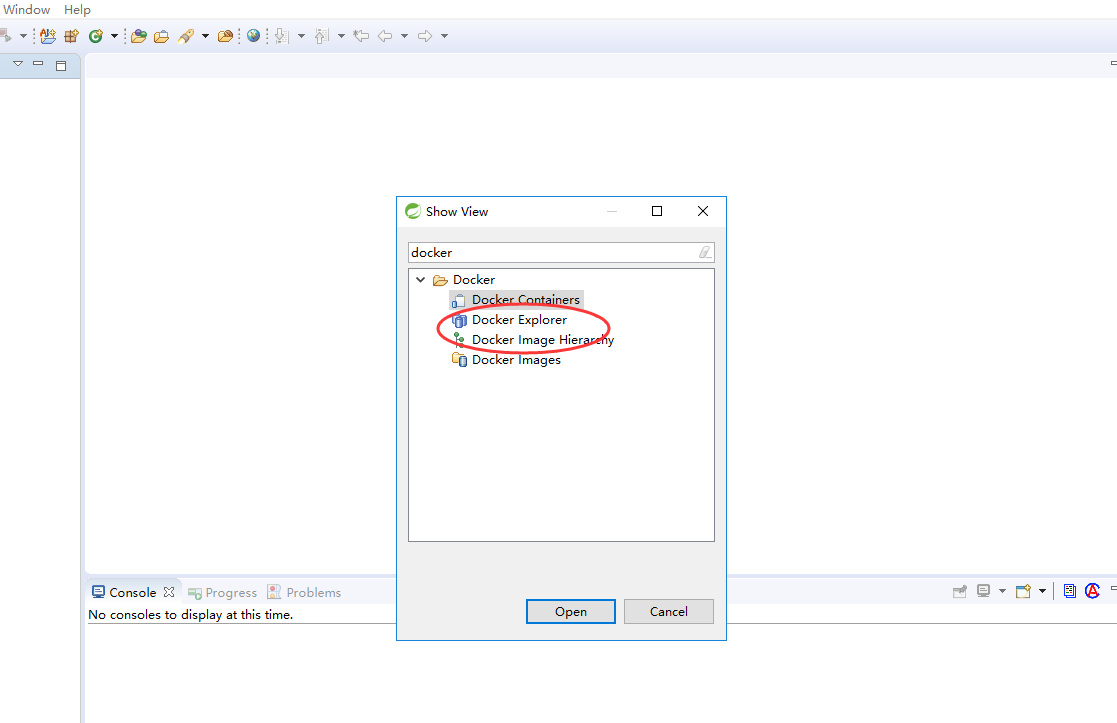 Window Help
Show View
docker
Docker
Docker Containers
Docker Explorer
Docker Image Hierarchy
Docker Images
Open Cancel
Console Progress Problems
No consoles to display at this time.